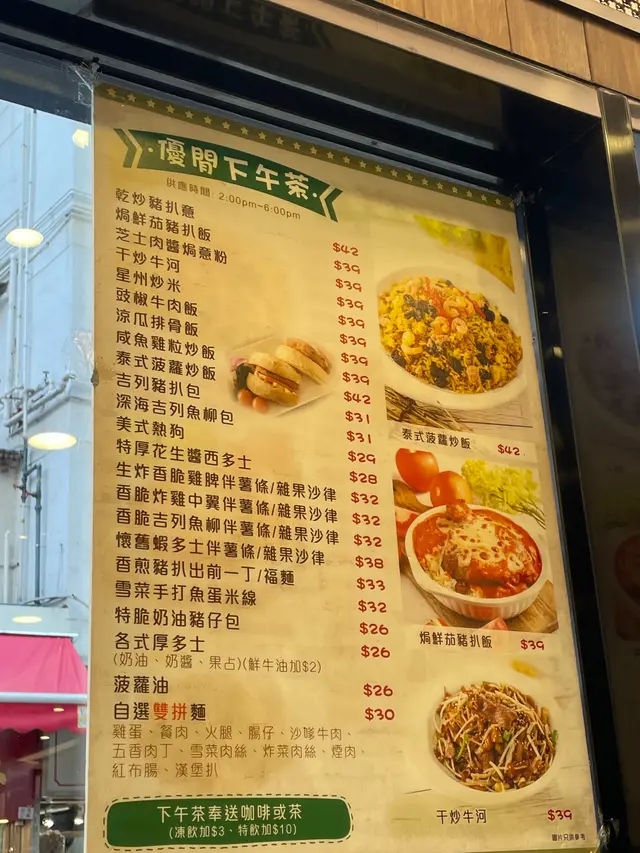 優閒下午茶
供應時間: 2:00pm~6:00pm
乾炒豬扒意 $42
焗鮮茄豬扒飯 $39
芝士肉醬焗意粉 $39
干炒牛河 $39
星州炒米 $39
豉椒牛肉飯 $39
涼瓜排骨飯 $39
咸魚雞粒炒飯 $39
泰式菠蘿炒飯 $42
吉列豬扒包 $31
深海吉列魚柳包 $31
美式熱狗 $29
特厚花生醬西多士 $28
生炸香脆雞脾伴薯條/雜果沙律 $32
香脆炸雞中翼伴薯條/雜果沙律 $32
香脆吉列魚柳伴薯條/雜果沙律 $32
懷舊蝦多士伴薯條/雜果沙律 $38
香煎豬扒出前一丁/福麵 $33
雪菜手打魚蛋米線 $32
特脆奶油豬仔包 $26
各式厚多士 $26
(奶油、奶醬、果占)(鮮牛油加$2)
菠蘿油 $26
自選雙拼麵 $30
雞蛋、餐肉、火腿、腸仔、沙嗲牛肉、
五香肉丁、雪菜肉絲、炸菜肉絲、煙肉、
紅布腸、漢堡扒
下午茶奉送咖啡或茶
(凍飲加$3、特飲加$10)
泰式菠蘿炒飯 $42
焗鮮茄豬扒飯 $39
干炒牛河 $39
圖片只供參考